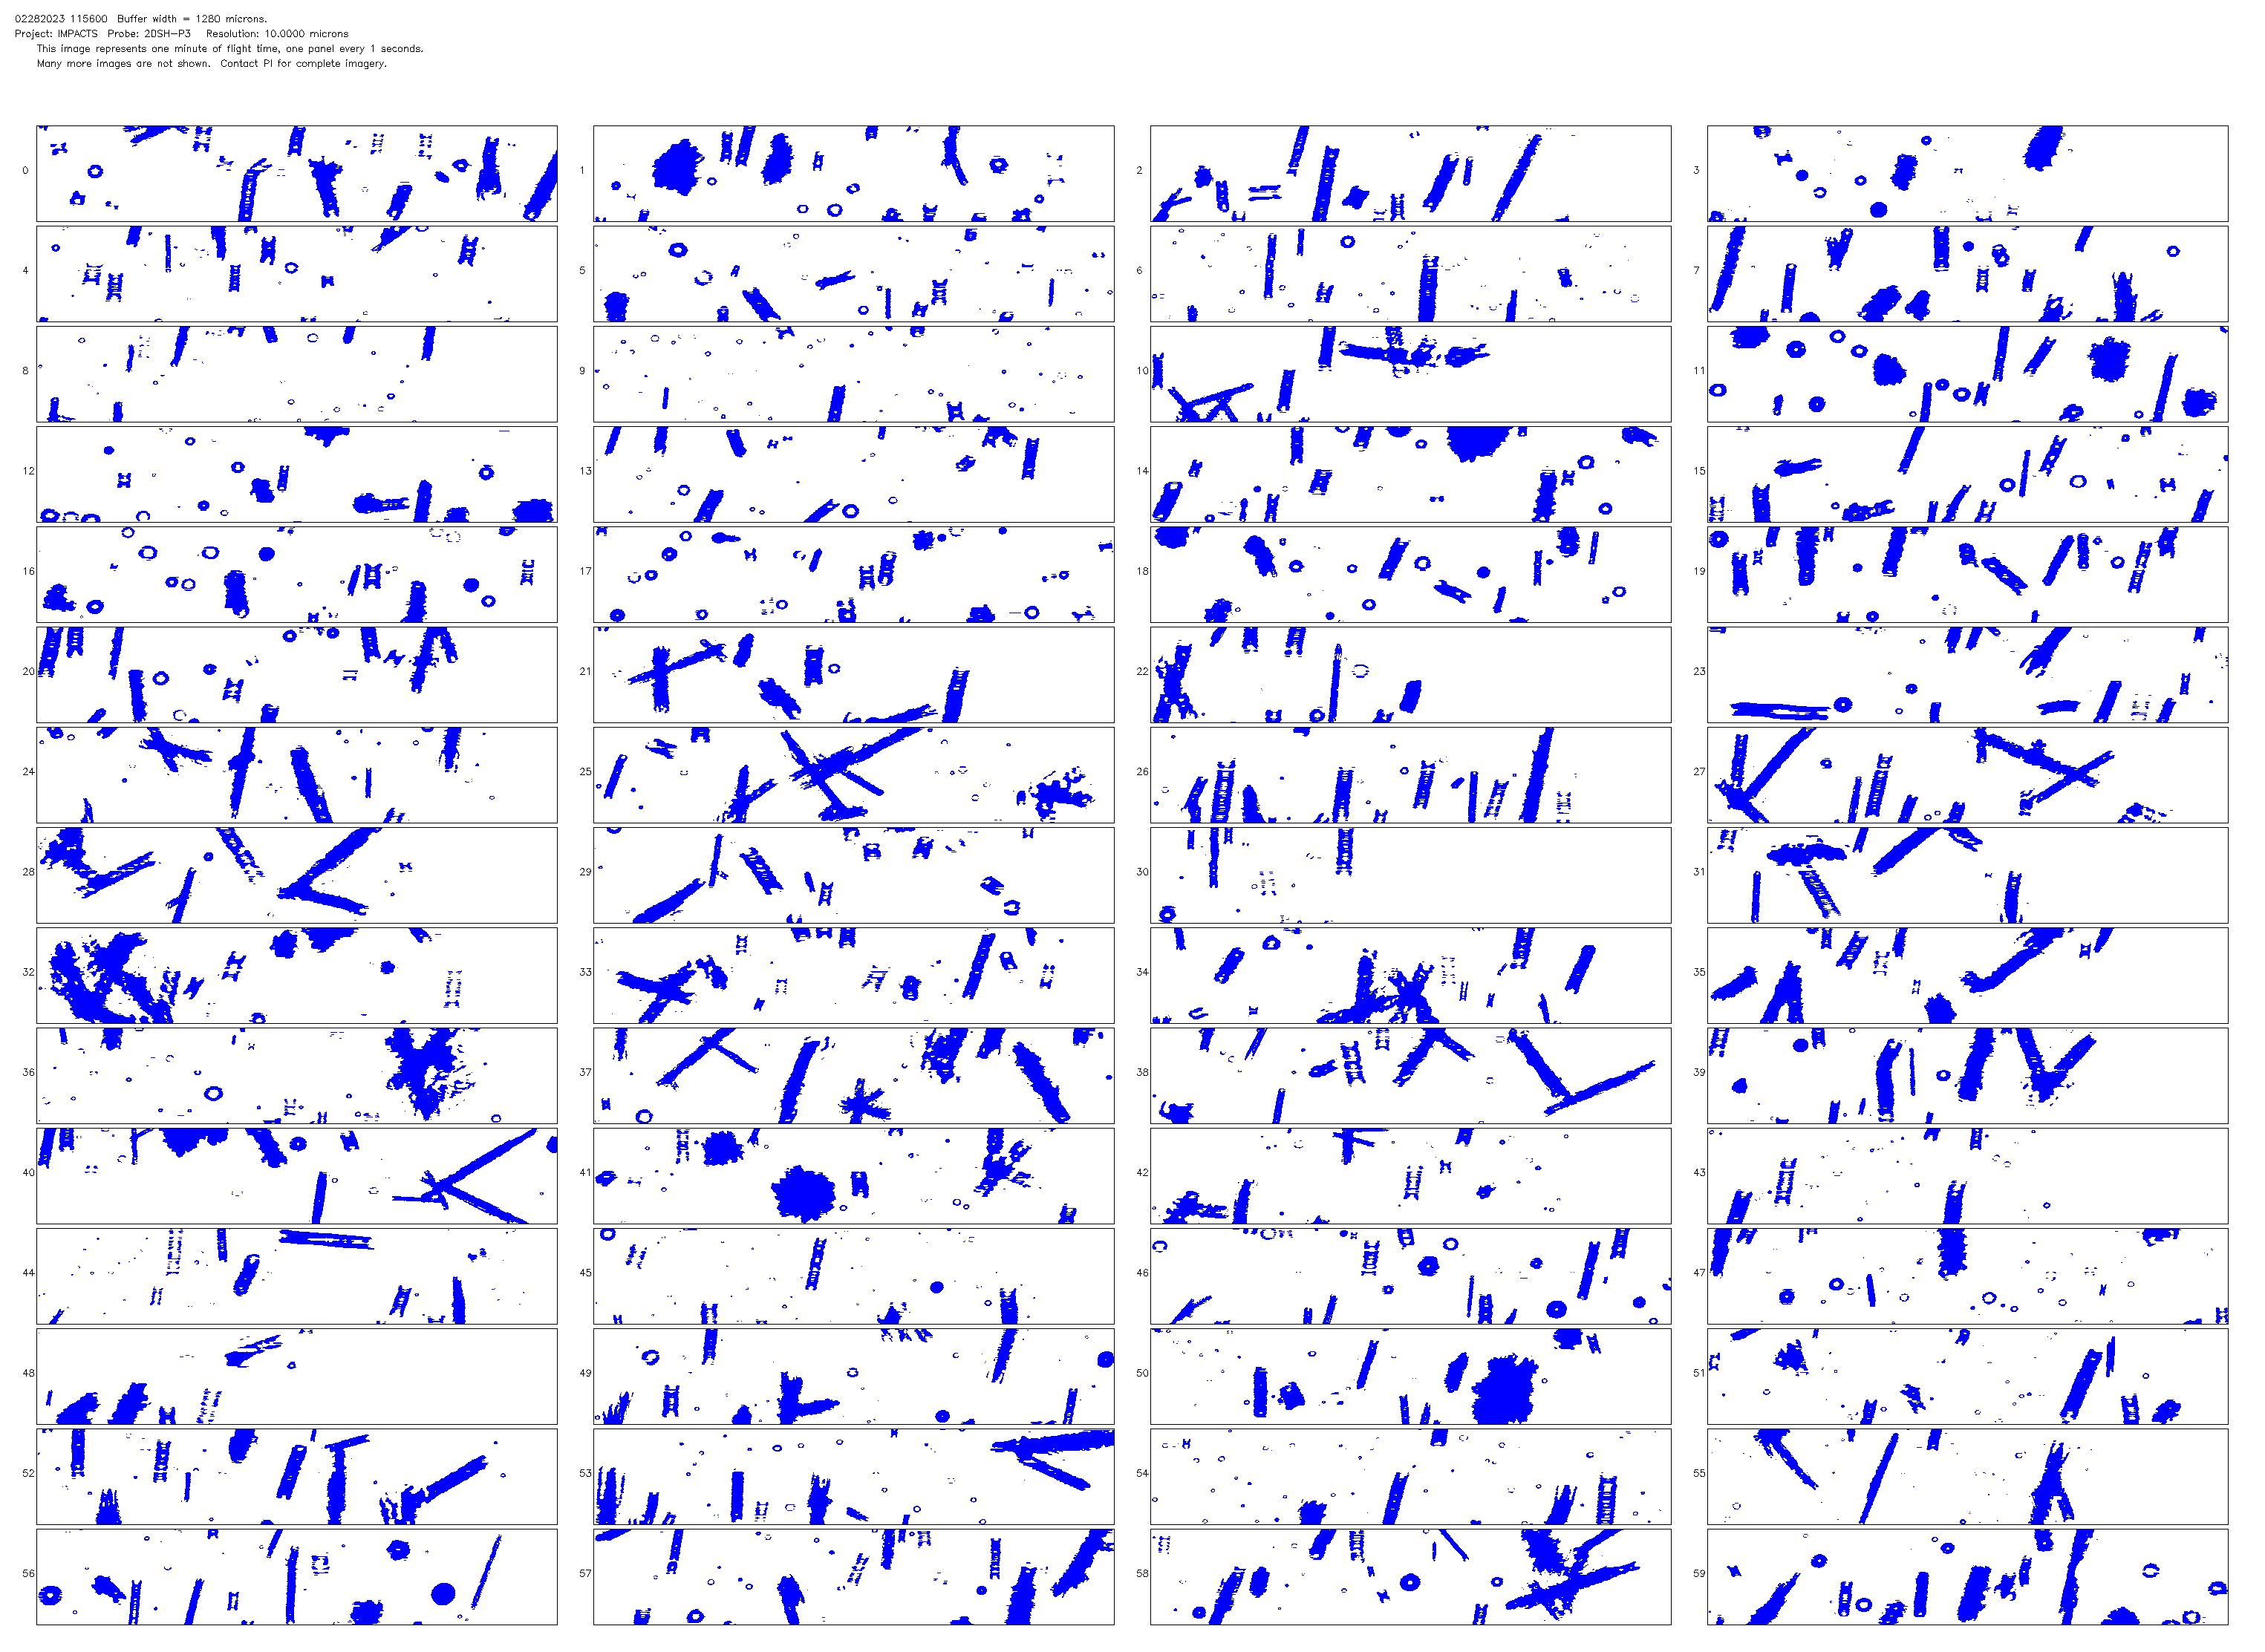 02282023 115600 Buffer width = 1280 microns.
Project: IMPACTS Probe: 2DSH-P3 Resolution: 10.0000 microns
This image represents one minute of flight time, one panel every 1 seconds.
Many more images are not shown. Contact PI for complete imagery.
0 1 2 3
4 5 6 7
8 9 10 11
12 13 14 15
16 17 18 19
20 21 22 23
24 25 26 27
28 29 30 31
32 33 34 35
36 37 38 39
40 41 42 43
44 45 46 47
48 49 50 51
52 53 54 55
56 57 58 59